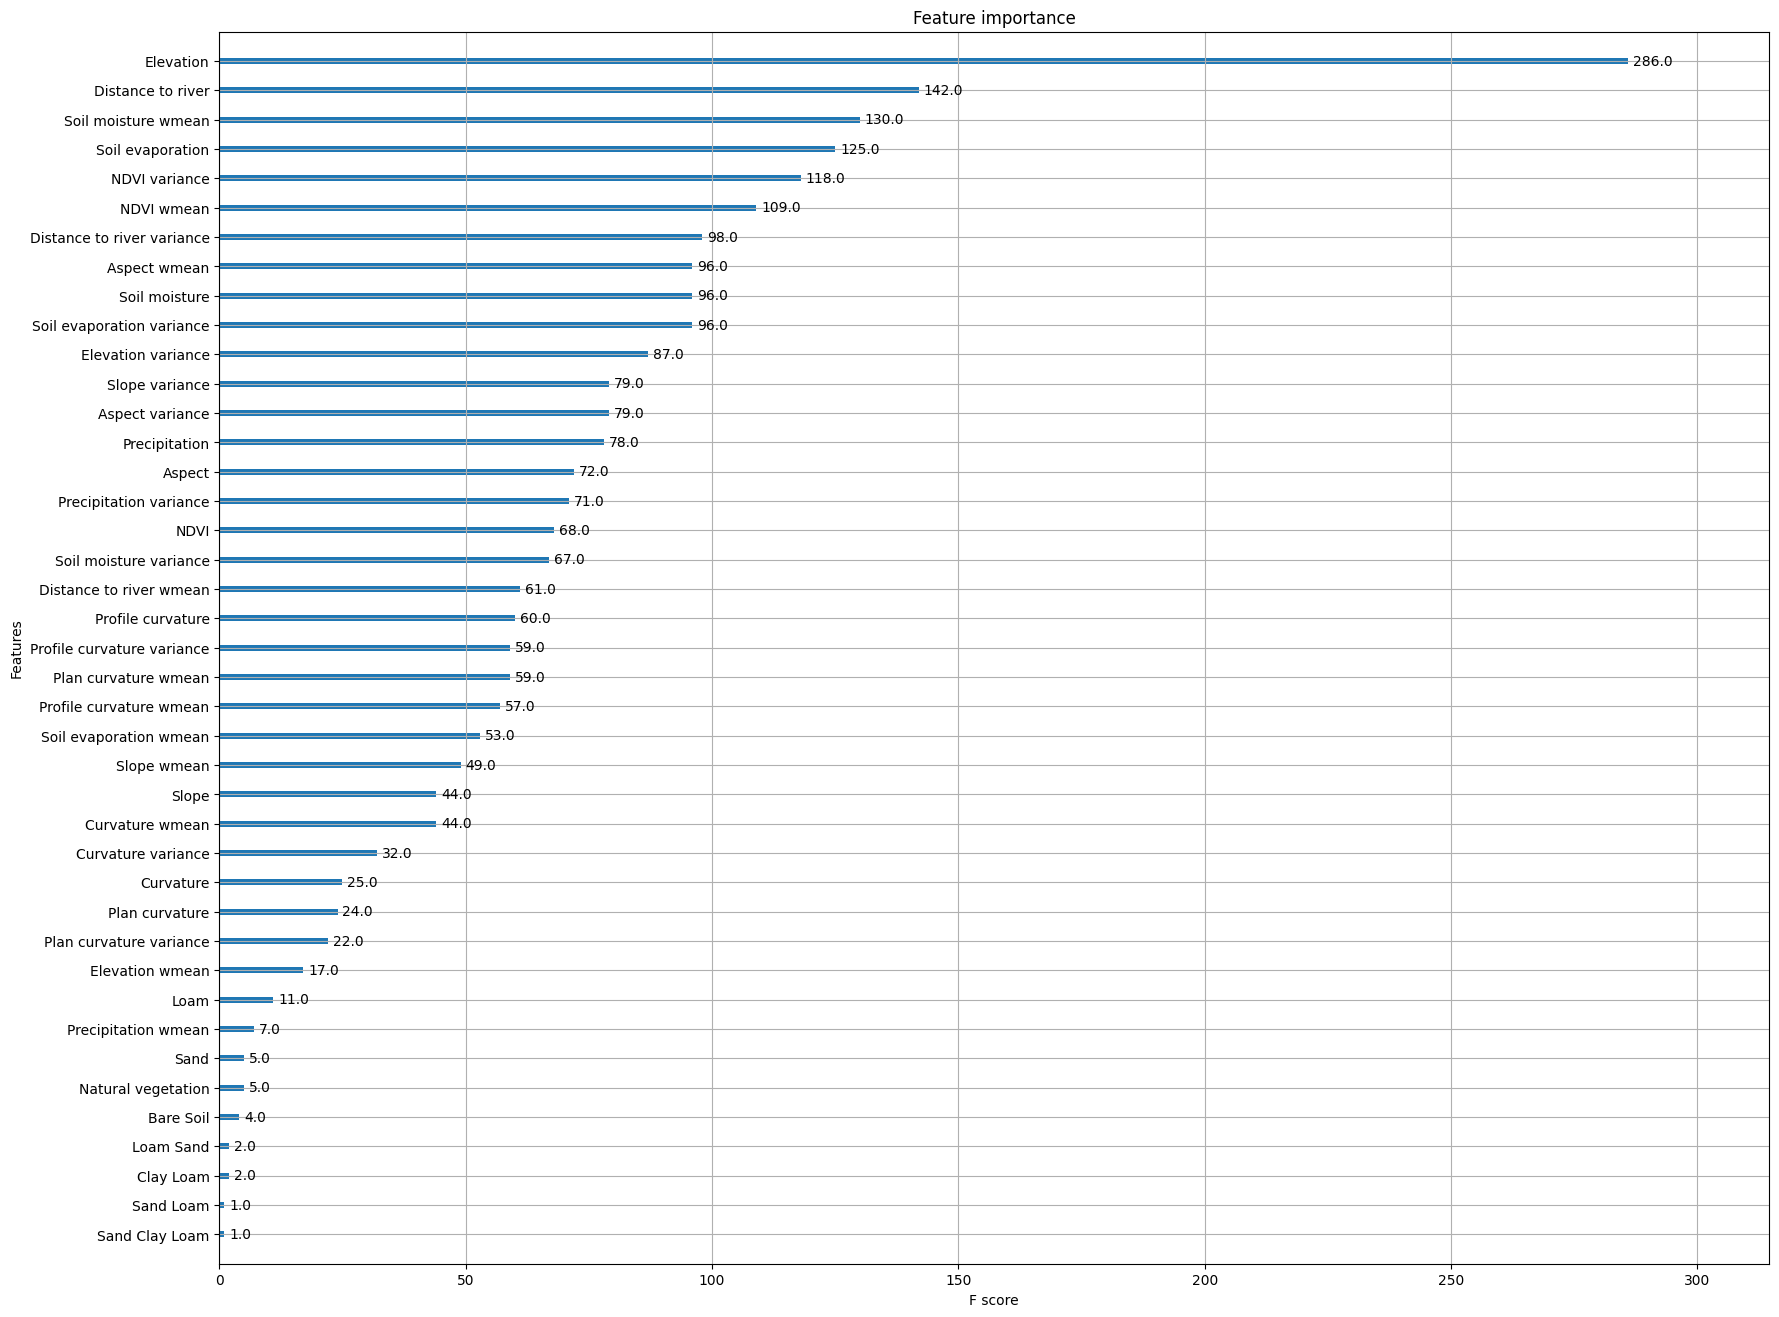 Feature importance
Elevation 286.0
Distance to river 142.0
Soil moisture wmean 130.0
Soil evaporation 125.0
NDVI variance 118.0
NDVI wmean 109.0
Distance to river variance 98.0
Aspect wmean 96.0
Soil moisture 96.0
Soil evaporation variance 96.0
Elevation variance 87.0
Slope variance 79.0
Aspect variance 79.0
Precipitation 78.0
Aspect 72.0
Precipitation variance 71.0
NDVI 68.0
Soil moisture variance 67.0
Distance to river wmean 61.0
Profile curvature 60.0
Profile curvature variance 59.0
Plan curvature wmean 59.0
Profile curvature wmean 57.0
Soil evaporation wmean 53.0
Slope wmean 49.0
Slope 44.0
Curvature wmean 44.0
Curvature variance 32.0
Curvature 25.0
Plan curvature 24.0
Plan curvature variance 22.0
Elevation wmean 17.0
Loam 11.0
Precipitation wmean 7.0
Sand 5.0
Natural vegetation 5.0
Bare Soil 4.0
Loam Sand 2.0
Clay Loam 2.0
Sand Loam 1.0
Sand Clay Loam 1.0
Features
0 50 100 150 200 250 300
F score